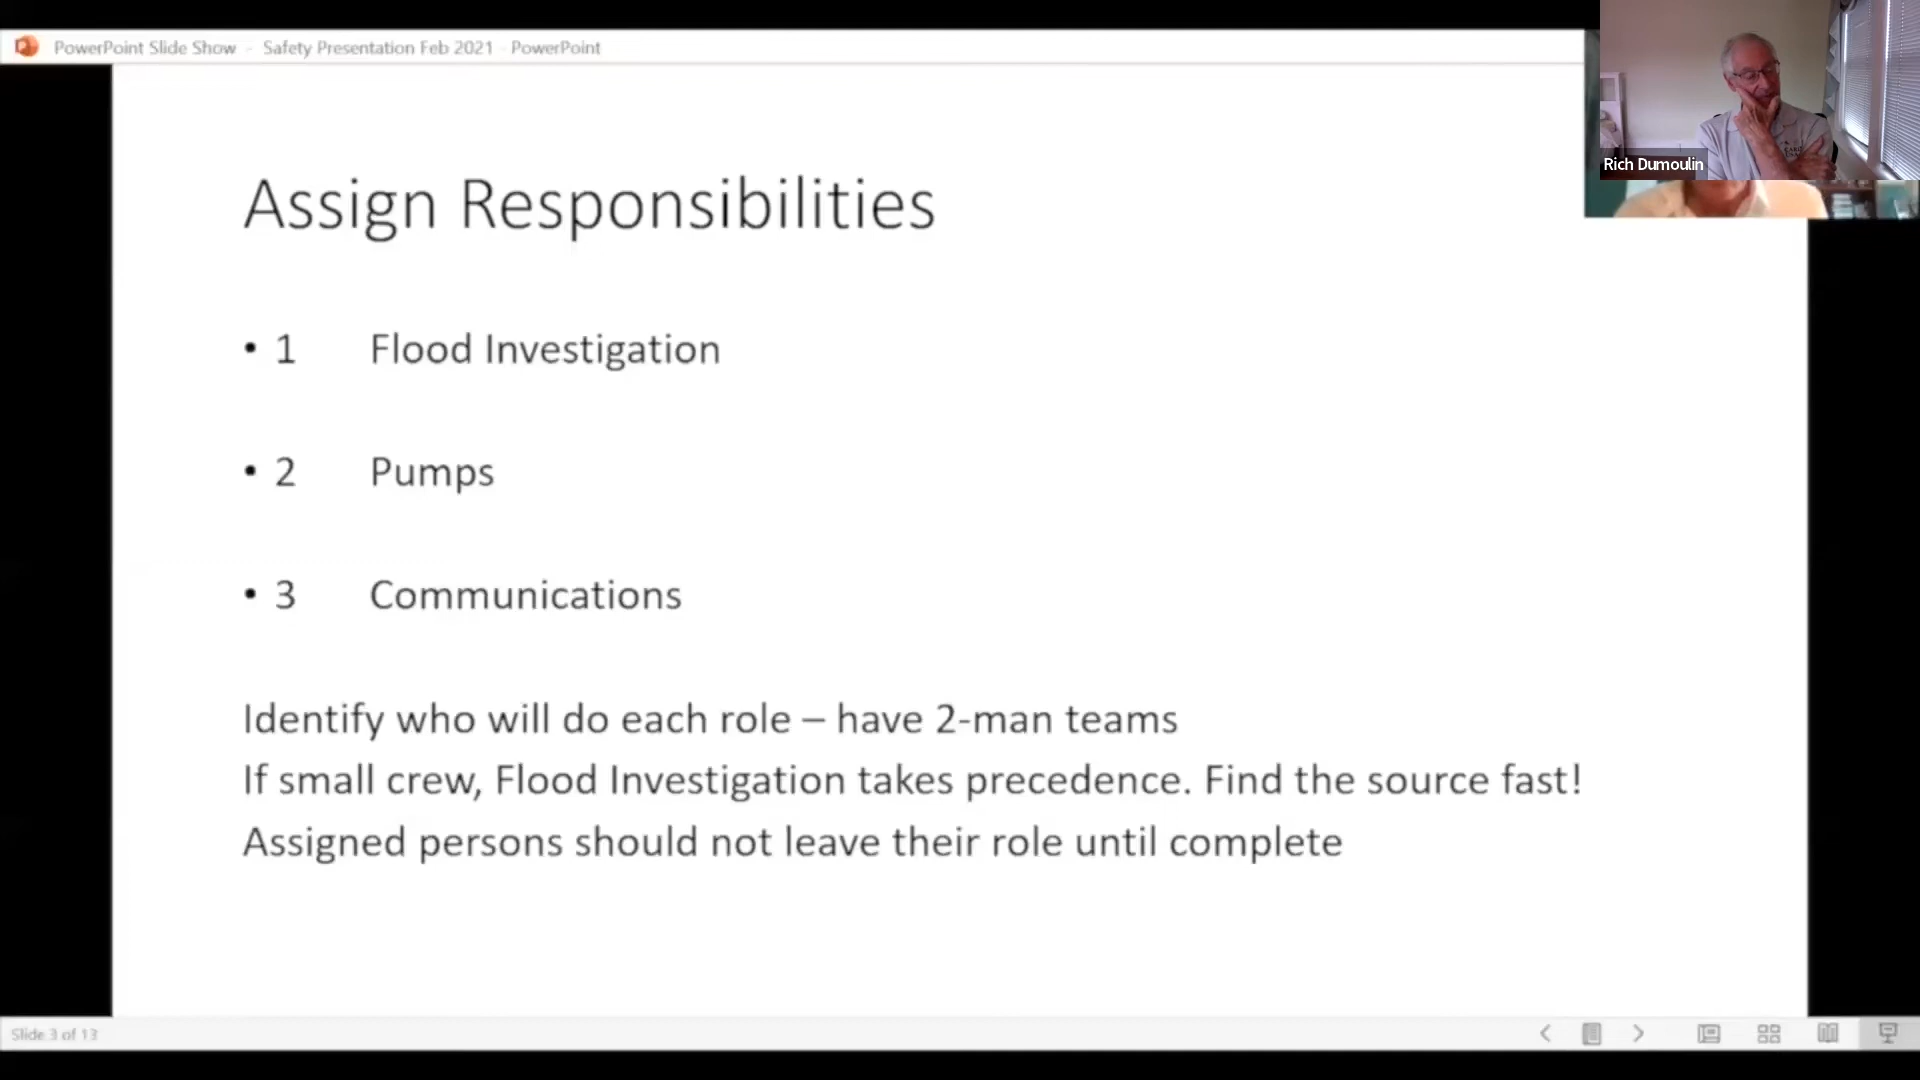 PowerPoint Slide Show - Safety Presentation Feb 2021 - PowerPoint
Rich Dumoulin
Assign Responsibilities
• 1 Flood Investigation
• 2 Pumps
• 3 Communications
Identify who will do each role – have 2-man teams
If small crew, Flood Investigation takes precedence. Find the source fast!
Assigned persons should not leave their role until complete
Slide 3 of 13